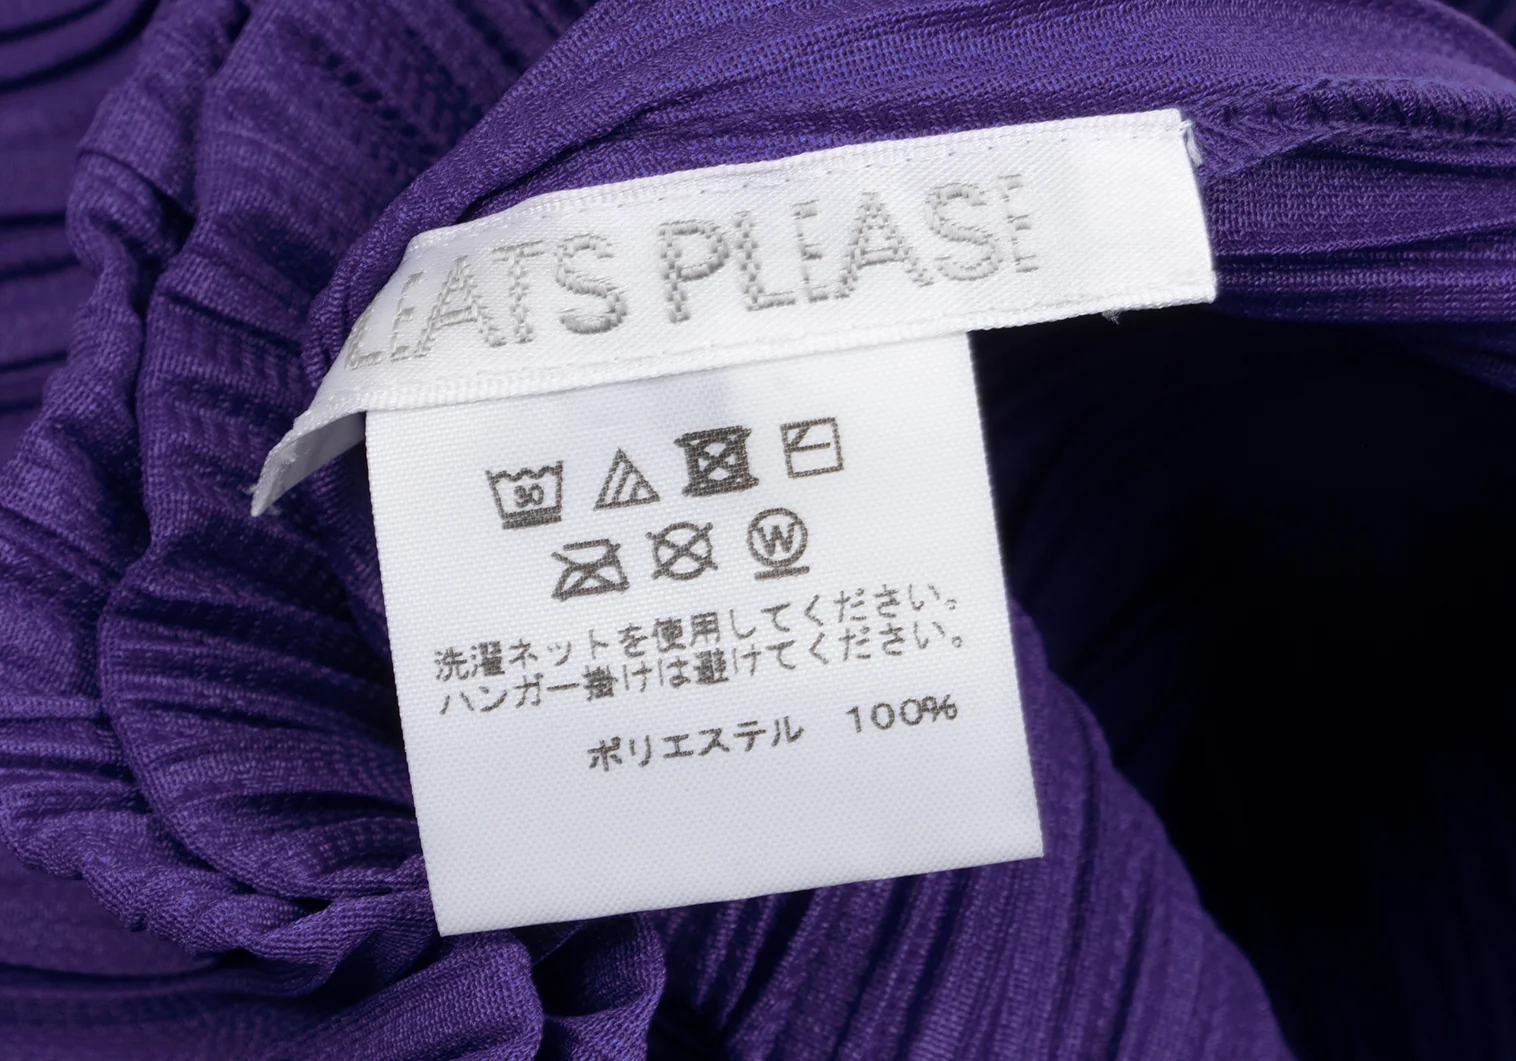 LEATS PLEASE
30
W
洗濯ネットを使用してください。
ハンガー掛けは避けてください。
ポリエステル 100%